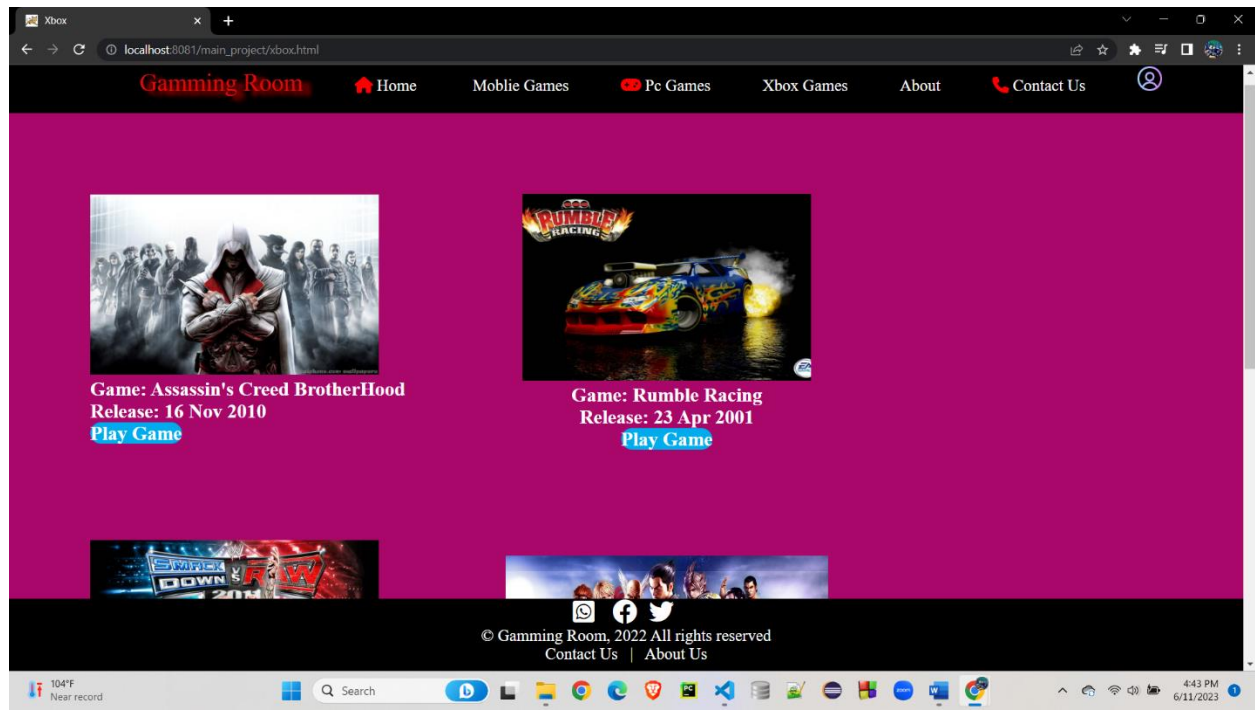 Xbox
localhost:8081/main_project/xbox.html
Gamming Room Home Moblie Games Pc Games Xbox Games About Contact Us
RUMBLE
RACING
EA
Game: Assassin's Creed BrotherHood
Release: 16 Nov 2010
Play Game
Game: Rumble Racing
Release: 23 Apr 2001
Play Game
SMACK
DOWN VS RAW
2011
© Gamming Room, 2022 All rights reserved
Contact Us | About Us
104°F
Near record
Search
4:43 PM
6/11/2023